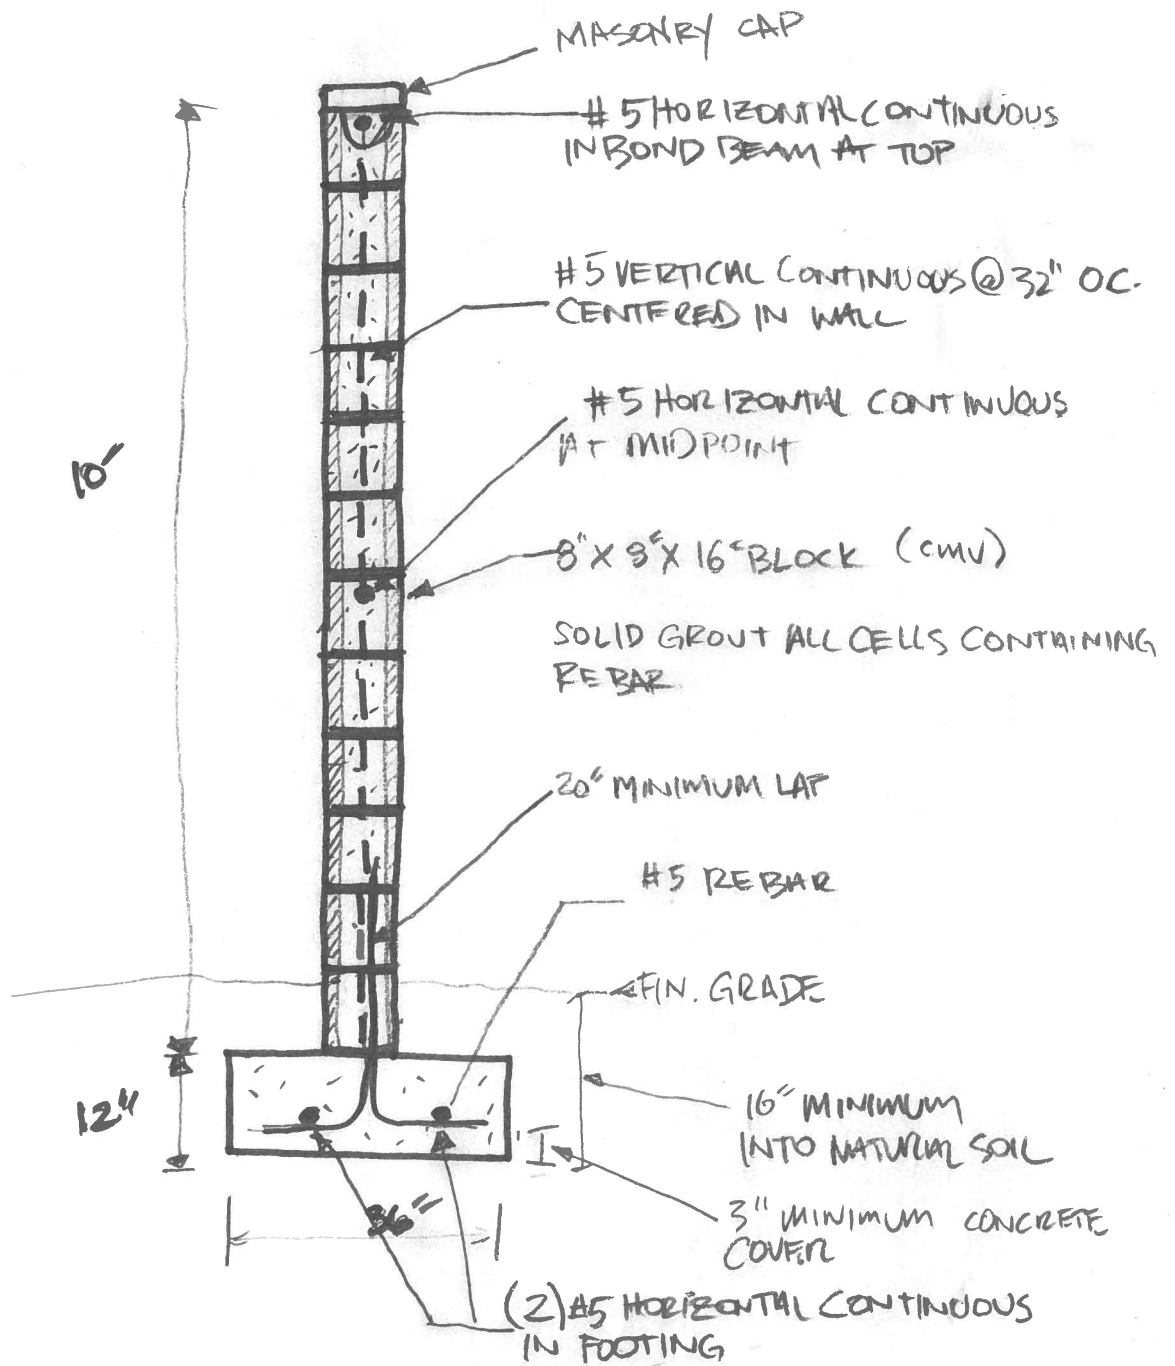 MASONRY CAP
#5 HORIZONTAL CONTINUOUS
IN BOND BEAM AT TOP
#5 VERTICAL CONTINUOUS @ 32" OC.
CENTERED IN WALL
#5 HORIZONTAL CONTINUOUS
AT MIDPOINT
10'
8" X 8" X 16" BLOCK (CMU)
SOLID GROUT ALL CELLS CONTAINING
REBAR
20" MINIMUM LAP
#5 REBAR
FIN. GRADE
12"
16" MINIMUM
INTO NATURAL SOIL
36"
3" MINIMUM CONCRETE
COVER
(2) #5 HORIZONTAL CONTINUOUS
IN FOOTING